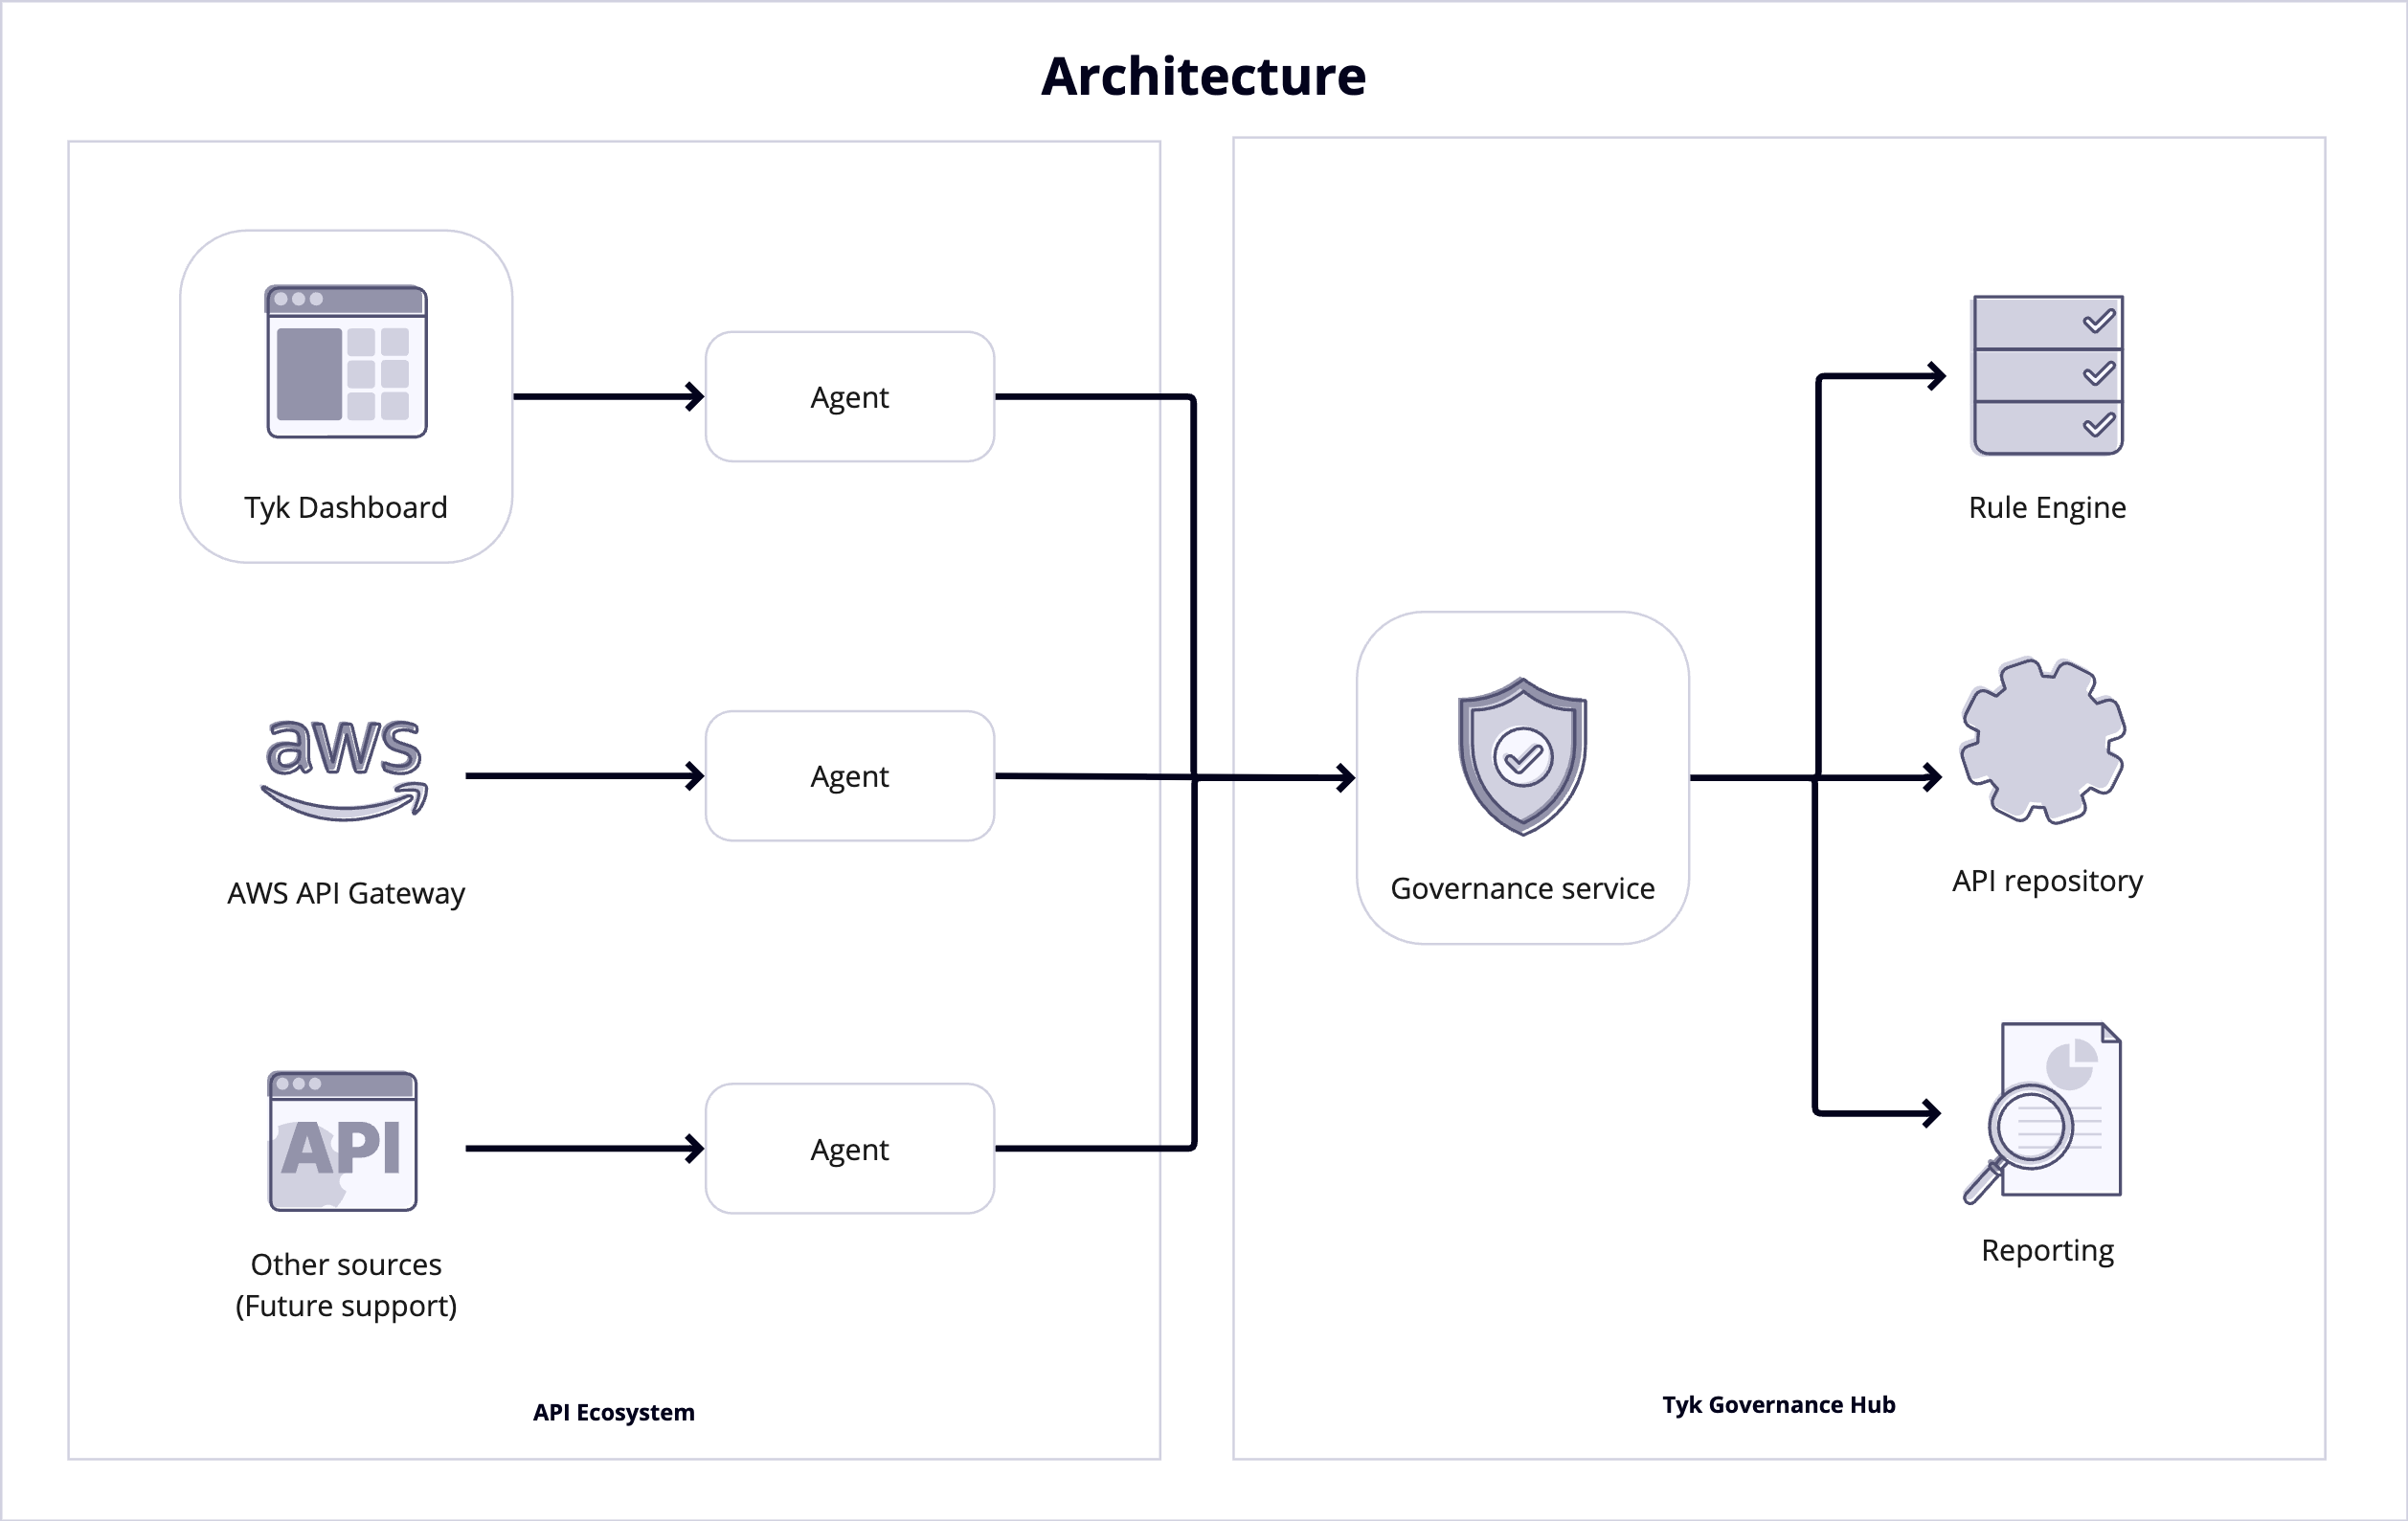 Architecture
Tyk Dashboard
Agent
aws
AWS API Gateway
Agent
API
Other sources
(Future support)
Agent
API Ecosystem
Governance service
Rule Engine
API repository
Reporting
Tyk Governance Hub